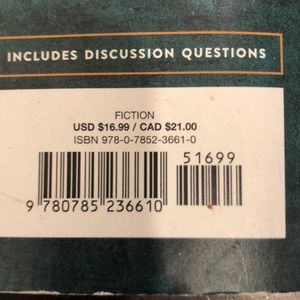 INCLUDES DISCUSSION QUESTIONS
FICTION
USD $16.99 / CAD $21.00
ISBN 978-0-7852-3661-0
51699
9 780785 236610